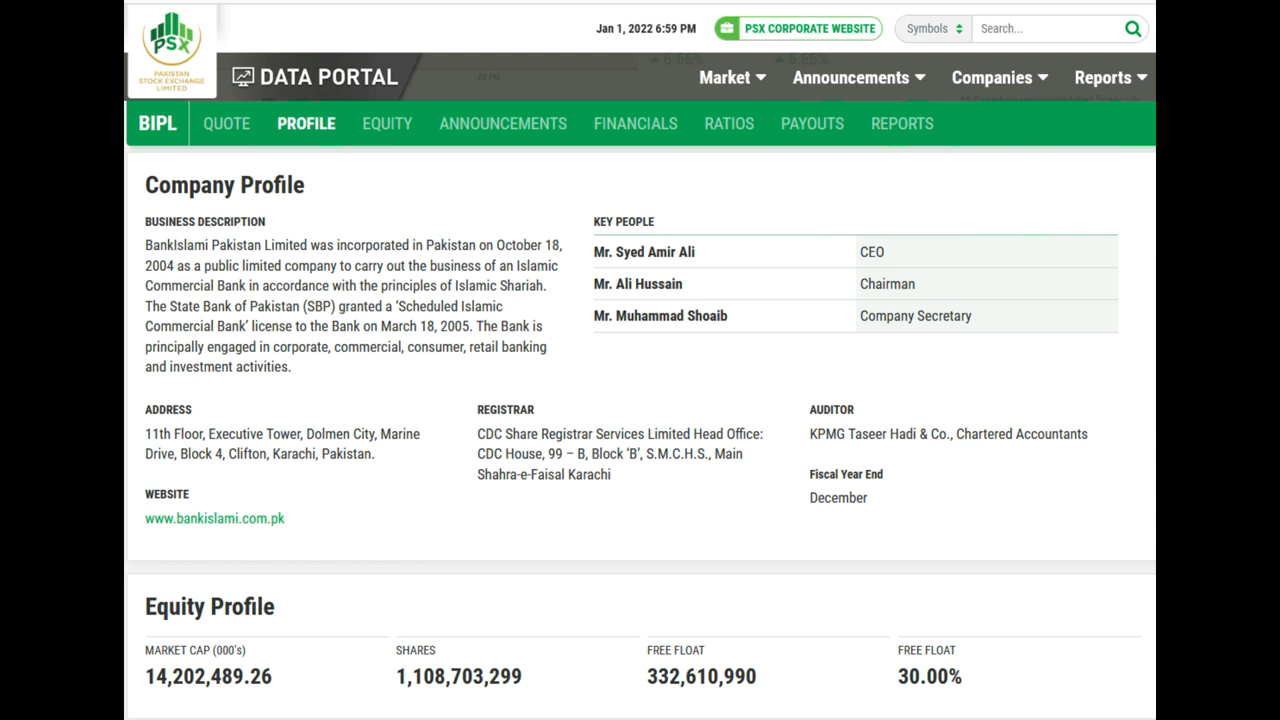 Jan 1, 2022 6:59 PM
PSX CORPORATE WEBSITE
Symbols
Search...
PSX
PAKISTAN
STOCK EXCHANGE
LIMITED
DATA PORTAL
Market
Announcements
Companies
Reports
BIPL
QUOTE
PROFILE
EQUITY
ANNOUNCEMENTS
FINANCIALS
RATIOS
PAYOUTS
REPORTS
Company Profile
BUSINESS DESCRIPTION
BankIslami Pakistan Limited was incorporated in Pakistan on October 18,
2004 as a public limited company to carry out the business of an Islamic
Commercial Bank in accordance with the principles of Islamic Shariah.
The State Bank of Pakistan (SBP) granted a ‘Scheduled Islamic
Commercial Bank’ license to the Bank on March 18, 2005. The Bank is
principally engaged in corporate, commercial, consumer, retail banking
and investment activities.
KEY PEOPLE
Mr. Syed Amir Ali CEO
Mr. Ali Hussain Chairman
Mr. Muhammad Shoaib Company Secretary
ADDRESS
11th Floor, Executive Tower, Dolmen City, Marine
Drive, Block 4, Clifton, Karachi, Pakistan.
WEBSITE
www.bankislami.com.pk
REGISTRAR
CDC Share Registrar Services Limited Head Office:
CDC House, 99 – B, Block ‘B’, S.M.C.H.S., Main
Shahra-e-Faisal Karachi
AUDITOR
KPMG Taseer Hadi & Co., Chartered Accountants
Fiscal Year End
December
Equity Profile
MARKET CAP (000's)
14,202,489.26
SHARES
1,108,703,299
FREE FLOAT
332,610,990
FREE FLOAT
30.00%